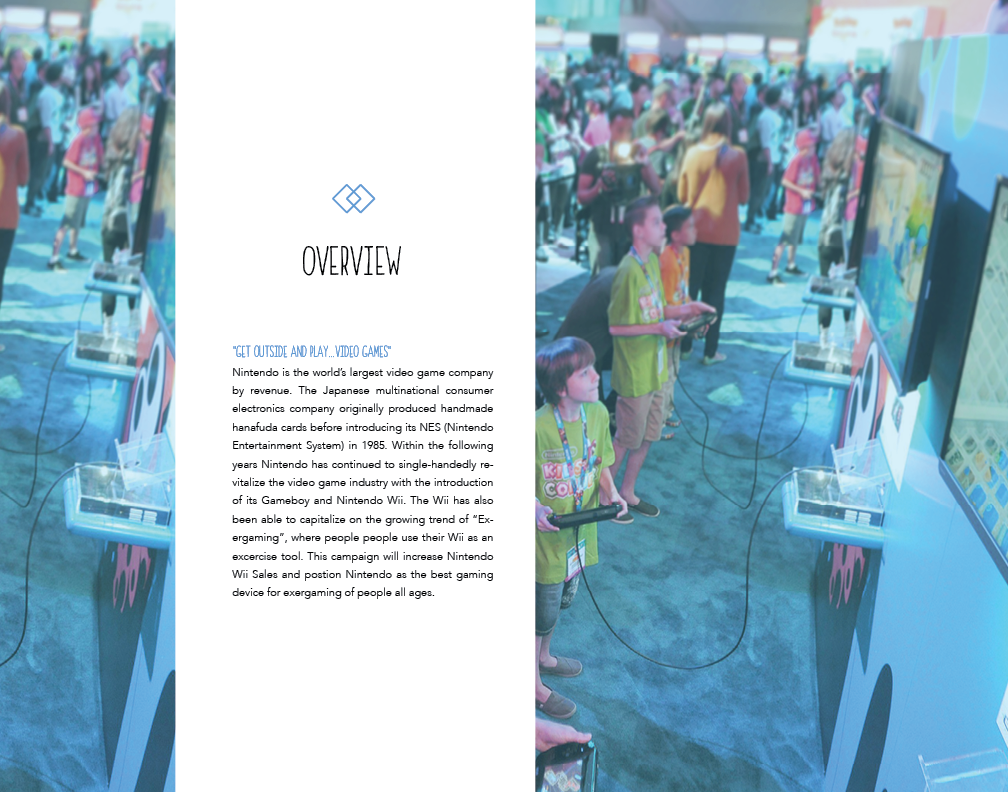 OVERVIEW
"GET OUTSIDE AND PLAY...VIDEO GAMES"
Nintendo is the world's largest video game company
by revenue. The Japanese multinational consumer
electronics company originally produced handmade
hanafuda cards before introducing its NES (Nintendo
Entertainment System) in 1985. Within the following
years Nintendo has continued to single-handedly re-
vitalize the video game industry with the introduction
of its Gameboy and Nintendo Wii. The Wii has also
been able to capitalize on the growing trend of “Ex-
ergaming”, where people people use their Wii as an
excercise tool. This campaign will increase Nintendo
Wii Sales and postion Nintendo as the best gaming
device for exergaming of people all ages.